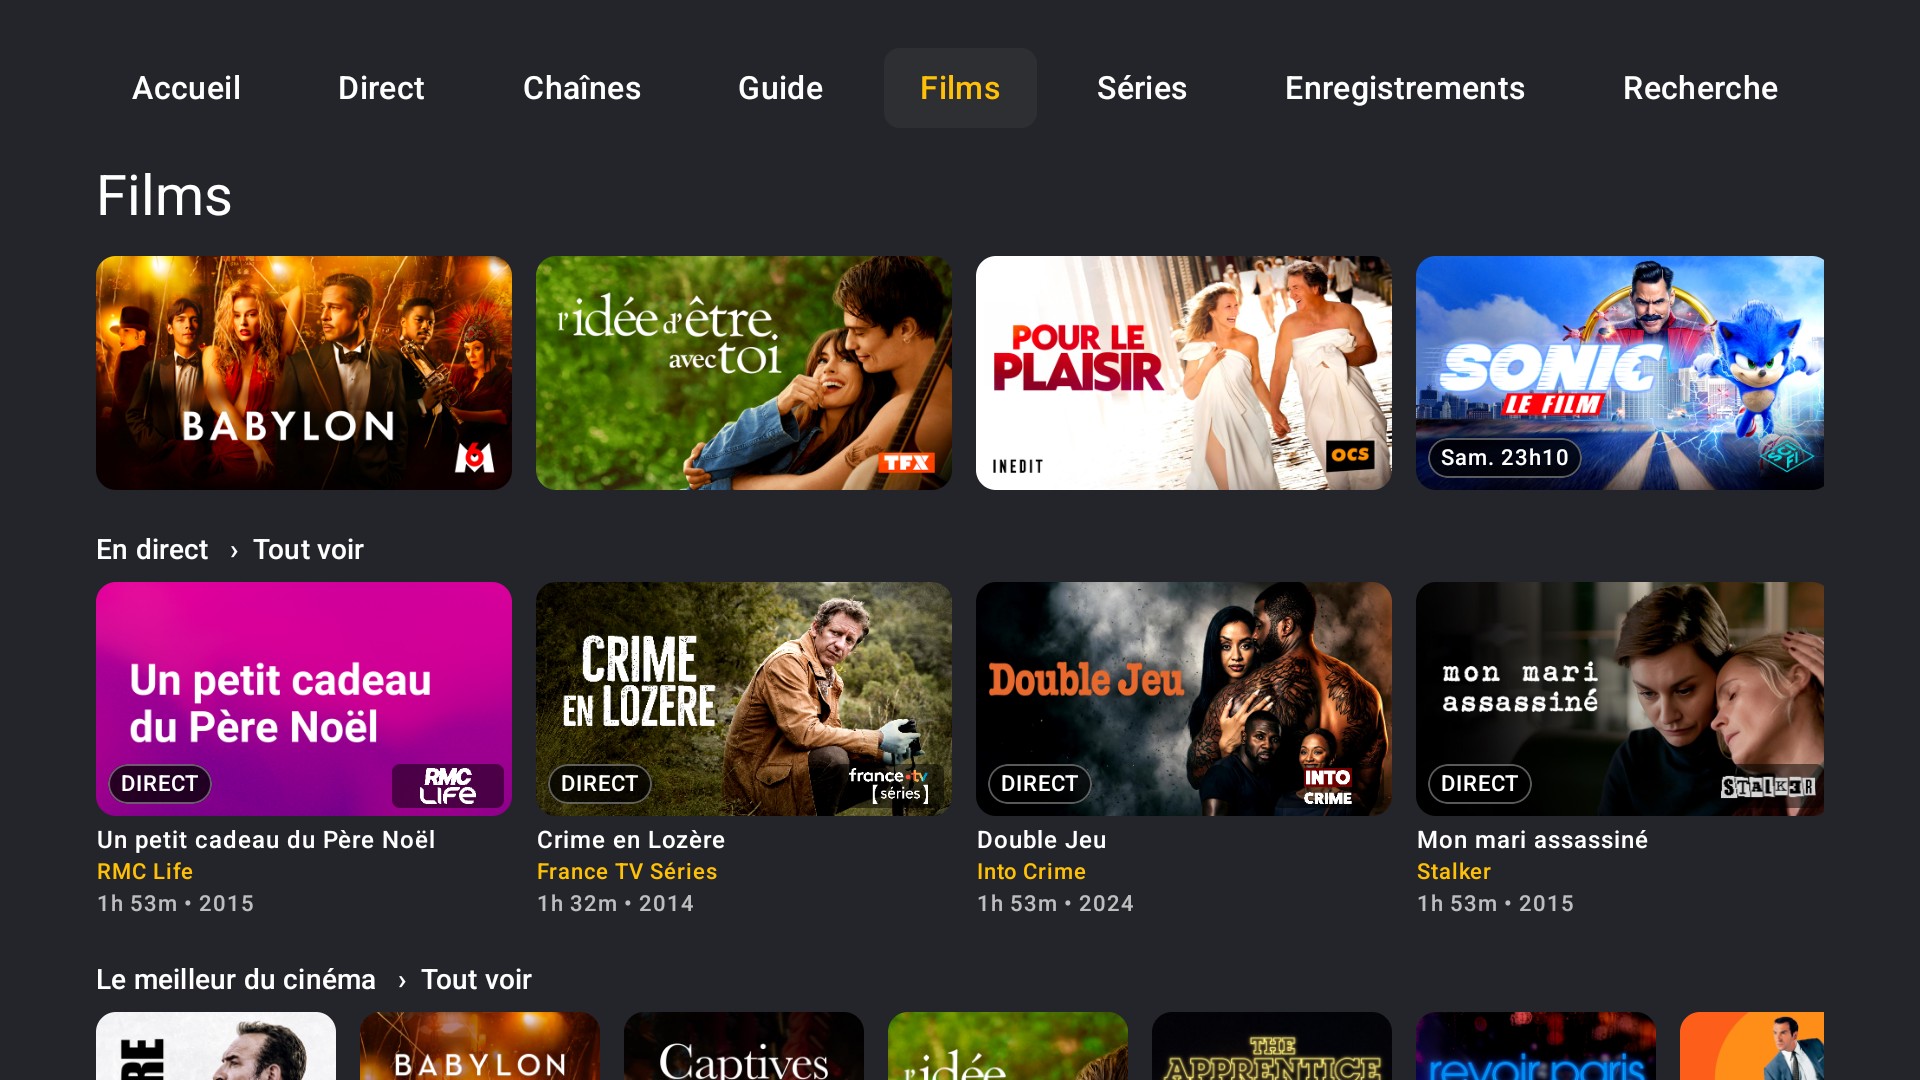 Accueil Direct Chaînes Guide Films Séries Enregistrements Recherche
Films
BABYLON
M6
l'idée d'être
avec toi
TFX
POUR LE
PLAISIR
INEDIT
OCS
SONIC
LE FILM
Sam. 23h10
SCIFI
En direct › Tout voir
Un petit cadeau
du Père Noël
DIRECT
RMC
LIFE
CRIME
EN LOZERE
DIRECT
france•tv
[séries]
Double Jeu
DIRECT
INTO
CRIME
mon mari
assassiné
DIRECT
STALK3R
Un petit cadeau du Père Noël
RMC Life
1h 53m • 2015
Crime en Lozère
France TV Séries
1h 32m • 2014
Double Jeu
Into Crime
1h 53m • 2024
Mon mari assassiné
Stalker
1h 53m • 2015
Le meilleur du cinéma › Tout voir
BABYLON
Captives
l'idée
THE
APPRENTICE
revoir paris